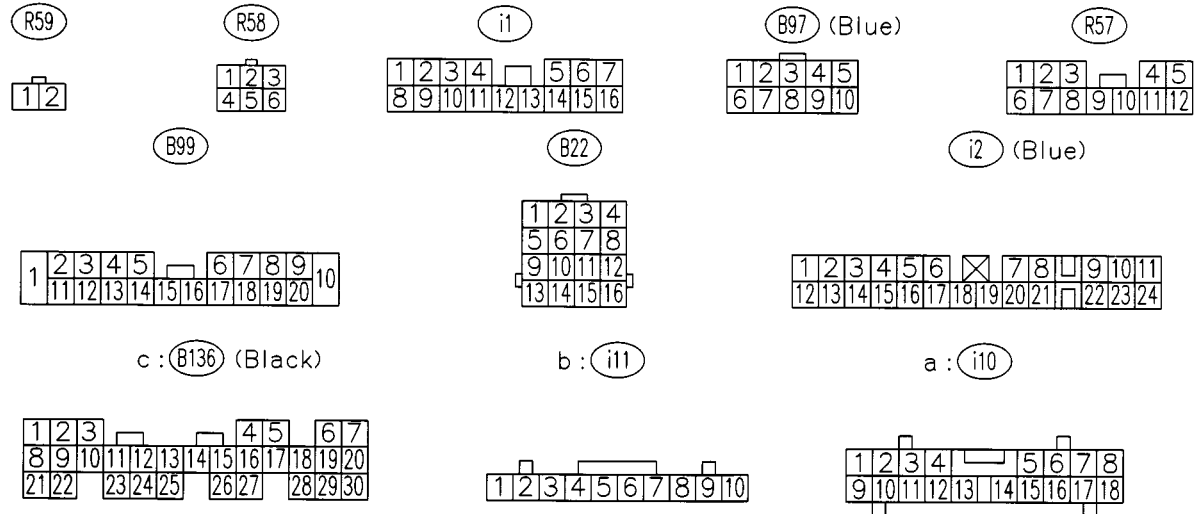 R59 R58 i1 B97 (Blue) R57
1 2
1 2 3
4 5 6
1 2 3 4 5 6 7
8 9 10 11 12 13 14 15 16
1 2 3 4 5
6 7 8 9 10
1 2 3 4 5
6 7 8 9 10 11 12
B99 B22 i2 (Blue)
1 2 3 4 5 6 7 8 9 10
11 12 13 14 15 16 17 18 19 20
1 2 3 4
5 6 7 8
9 10 11 12
13 14 15 16
1 2 3 4 5 6 7 8 9 10 11
12 13 14 15 16 17 18 19 20 21 22 23 24
c : B136 (Black) b : i11 a : i10
1 2 3 4 5 6 7
8 9 10 11 12 13 14 15 16 17 18 19 20
21 22 23 24 25 26 27 28 29 30
1 2 3 4 5 6 7 8 9 10
1 2 3 4 5 6 7 8
9 10 11 12 13 14 15 16 17 18